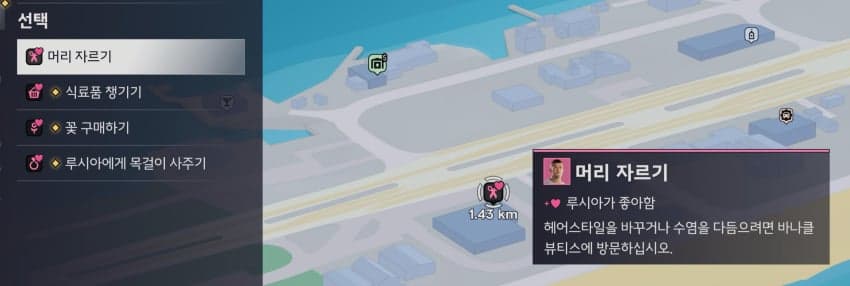 선택
머리 자르기
식료품 챙기기
꽃 구매하기
루시아에게 목걸이 사주기
1.43 km
머리 자르기
루시아가 좋아함
헤어스타일을 바꾸거나 수염을 다듬으려면 바나클
뷰티스에 방문하십시오.